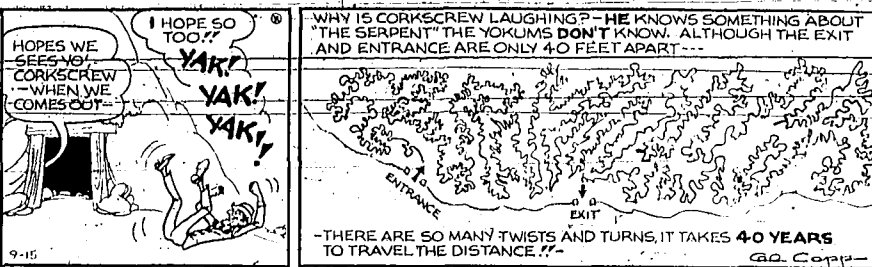 HOPES WE
SEES YO',
CORKSCREW
-WHEN WE
COMES OUT-
I HOPE SO
TOO!!
YAK!
YAK!
YAK!!
9-15
WHY IS CORKSCREW LAUGHING?-HE KNOWS SOMETHING ABOUT
"THE SERPENT" THE YOKUMS DON'T KNOW. ALTHOUGH THE EXIT
AND ENTRANCE ARE ONLY 40 FEET APART---
ENTRANCE
EXIT
-THERE ARE SO MANY TWISTS AND TURNS, IT TAKES 40 YEARS
TO TRAVEL THE DISTANCE!!-
Al Capp-